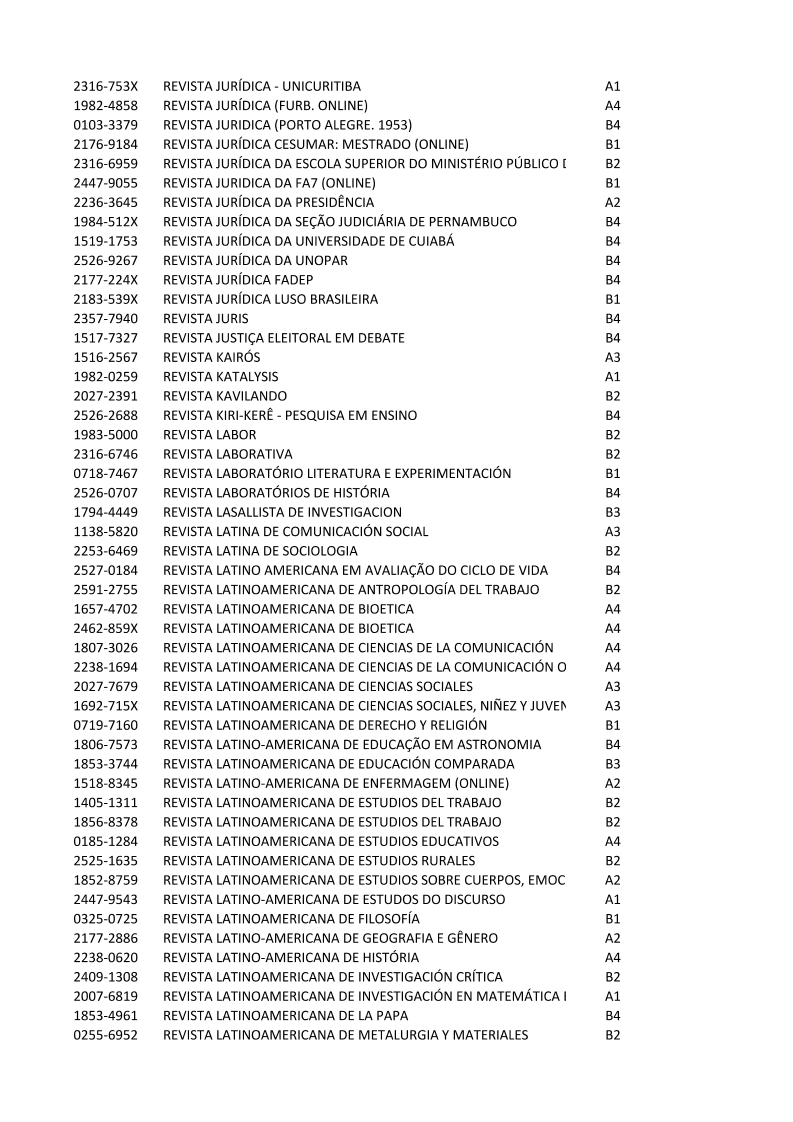 2316-753X REVISTA JURÍDICA - UNICURITIBA A1
1982-4858 REVISTA JURÍDICA (FURB. ONLINE) A4
0103-3379 REVISTA JURIDICA (PORTO ALEGRE. 1953) B4
2176-9184 REVISTA JURÍDICA CESUMAR: MESTRADO (ONLINE) B1
2316-6959 REVISTA JURÍDICA DA ESCOLA SUPERIOR DO MINISTÉRIO PÚBLICO B2
2447-9055 REVISTA JURIDICA DA FA7 (ONLINE) B1
2236-3645 REVISTA JURÍDICA DA PRESIDÊNCIA A2
1984-512X REVISTA JURÍDICA DA SEÇÃO JUDICIÁRIA DE PERNAMBUCO B4
1519-1753 REVISTA JURÍDICA DA UNIVERSIDADE DE CUIABÁ B4
2526-9267 REVISTA JURÍDICA DA UNOPAR B4
2177-224X REVISTA JURÍDICA FADEP B4
2183-539X REVISTA JURÍDICA LUSO BRASILEIRA B1
2357-7940 REVISTA JURIS B4
1517-7327 REVISTA JUSTIÇA ELEITORAL EM DEBATE B4
1516-2567 REVISTA KAIRÓS A3
1982-0259 REVISTA KATALYSIS A1
2027-2391 REVISTA KAVILANDO B2
2526-2688 REVISTA KIRI-KERÊ - PESQUISA EM ENSINO B4
1983-5000 REVISTA LABOR B2
2316-6746 REVISTA LABORATIVA B2
0718-7467 REVISTA LABORATÓRIO LITERATURA E EXPERIMENTACIÓN B1
2526-0707 REVISTA LABORATÓRIOS DE HISTÓRIA B4
1794-4449 REVISTA LASALLISTA DE INVESTIGACION B3
1138-5820 REVISTA LATINA DE COMUNICACIÓN SOCIAL A3
2253-6469 REVISTA LATINA DE SOCIOLOGIA B2
2527-0184 REVISTA LATINO AMERICANA EM AVALIAÇÃO DO CICLO DE VIDA B4
2591-2755 REVISTA LATINOAMERICANA DE ANTROPOLOGÍA DEL TRABAJO B2
1657-4702 REVISTA LATINOAMERICANA DE BIOETICA A4
2462-859X REVISTA LATINOAMERICANA DE BIOETICA A4
1807-3026 REVISTA LATINOAMERICANA DE CIENCIAS DE LA COMUNICACIÓN A4
2238-1694 REVISTA LATINOAMERICANA DE CIENCIAS DE LA COMUNICACIÓN O A4
2027-7679 REVISTA LATINOAMERICANA DE CIENCIAS SOCIALES A3
1692-715X REVISTA LATINOAMERICANA DE CIENCIAS SOCIALES, NIÑEZ Y JUVEN A3
0719-7160 REVISTA LATINOAMERICANA DE DERECHO Y RELIGIÓN B1
1806-7573 REVISTA LATINO-AMERICANA DE EDUCAÇÃO EM ASTRONOMIA B4
1853-3744 REVISTA LATINOAMERICANA DE EDUCACIÓN COMPARADA B3
1518-8345 REVISTA LATINO-AMERICANA DE ENFERMAGEM (ONLINE) A2
1405-1311 REVISTA LATINOAMERICANA DE ESTUDIOS DEL TRABAJO B2
1856-8378 REVISTA LATINOAMERICANA DE ESTUDIOS DEL TRABAJO B2
0185-1284 REVISTA LATINOAMERICANA DE ESTUDIOS EDUCATIVOS A4
2525-1635 REVISTA LATINOAMERICANA DE ESTUDIOS RURALES B2
1852-8759 REVISTA LATINOAMERICANA DE ESTUDIOS SOBRE CUERPOS, EMOC A2
2447-9543 REVISTA LATINO-AMERICANA DE ESTUDOS DO DISCURSO A1
0325-0725 REVISTA LATINOAMERICANA DE FILOSOFÍA B1
2177-2886 REVISTA LATINO-AMERICANA DE GEOGRAFIA E GÊNERO A2
2238-0620 REVISTA LATINO-AMERICANA DE HISTÓRIA A4
2409-1308 REVISTA LATINOAMERICANA DE INVESTIGACIÓN CRÍTICA B2
2007-6819 REVISTA LATINOAMERICANA DE INVESTIGACIÓN EN MATEMÁTICA A1
1853-4961 REVISTA LATINOAMERICANA DE LA PAPA B4
0255-6952 REVISTA LATINOAMERICANA DE METALURGIA Y MATERIALES B2